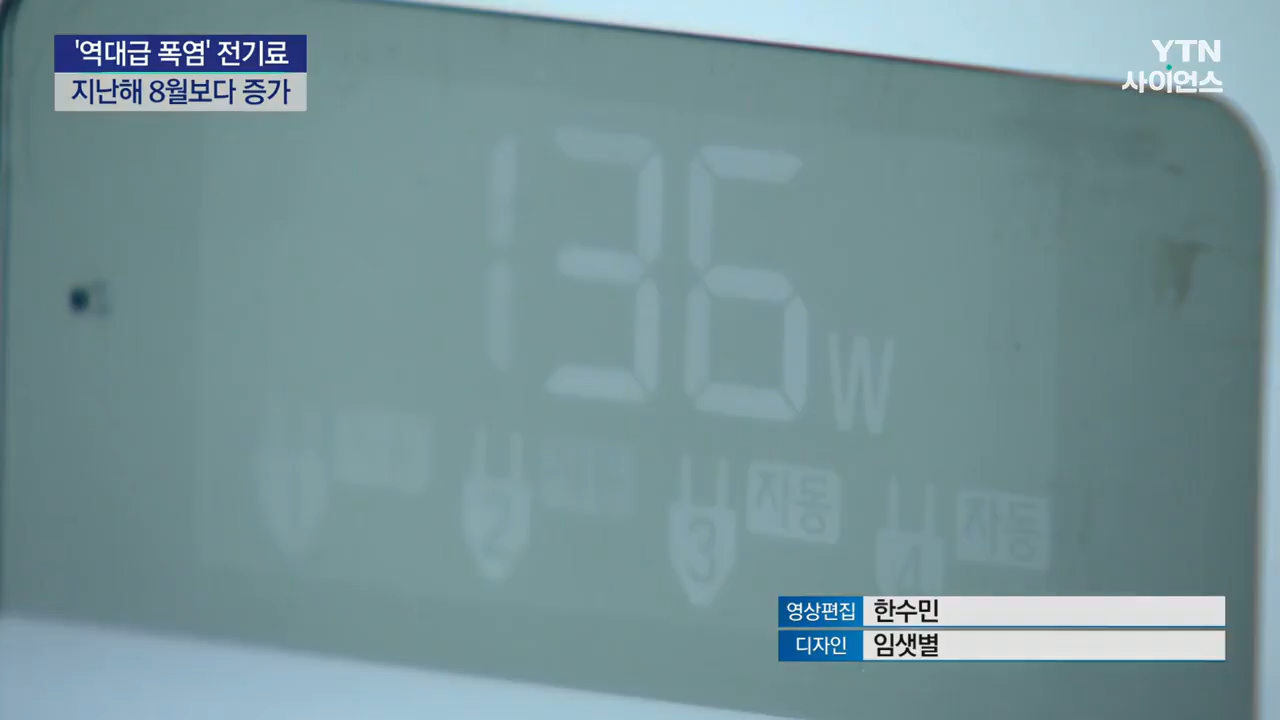 '역대급 폭염' 전기료
지난해 8월보다 증가
YTN
사이언스
136 W
1
2
3 자동
4 자동
영상편집 한수민
디자인 임샛별